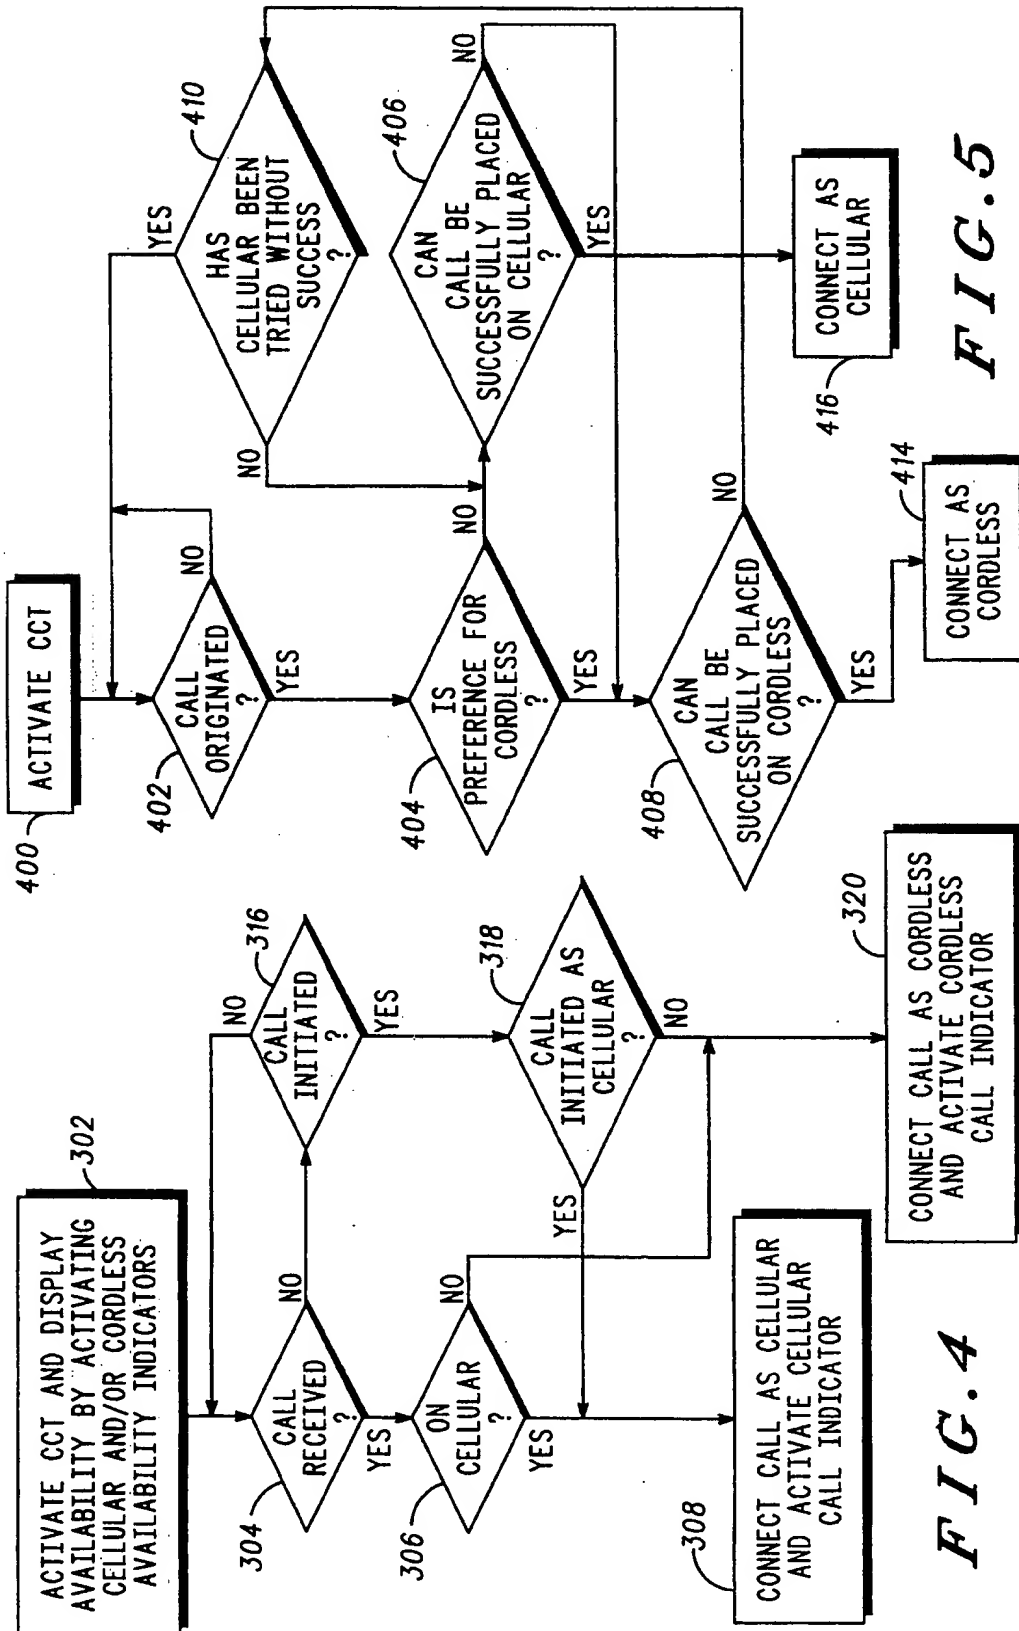 302
ACTIVATE CCT AND DISPLAY
AVAILABILITY BY ACTIVATING
CELLULAR AND/OR CORDLESS
AVAILABILITY INDICATORS
304
CALL
RECEIVED
?
NO
YES
316
CALL
INITIATED
?
NO
YES
306
ON
CELLULAR
?
NO
YES
318
CALL
INITIATED AS
CELLULAR
?
YES
NO
308
CONNECT CALL AS CELLULAR
AND ACTIVATE CELLULAR
CALL INDICATOR
320
CONNECT CALL AS CORDLESS
AND ACTIVATE CORDLESS
CALL INDICATOR
FIG.4
400
ACTIVATE CCT
402
CALL
ORIGINATED
?
NO
YES
410
HAS
CELLULAR BEEN
TRIED WITHOUT
SUCCESS
?
YES
NO
NO
404
IS
PREFERENCE FOR
CORDLESS
?
NO
YES
406
CAN
CALL BE
SUCCESSFULLY PLACED
ON CELLULAR
?
NO
YES
408
CAN
CALL BE
SUCCESSFULLY PLACED
ON CORDLESS
?
NO
YES
416
CONNECT AS
CELLULAR
414
CONNECT AS
CORDLESS
FIG.5